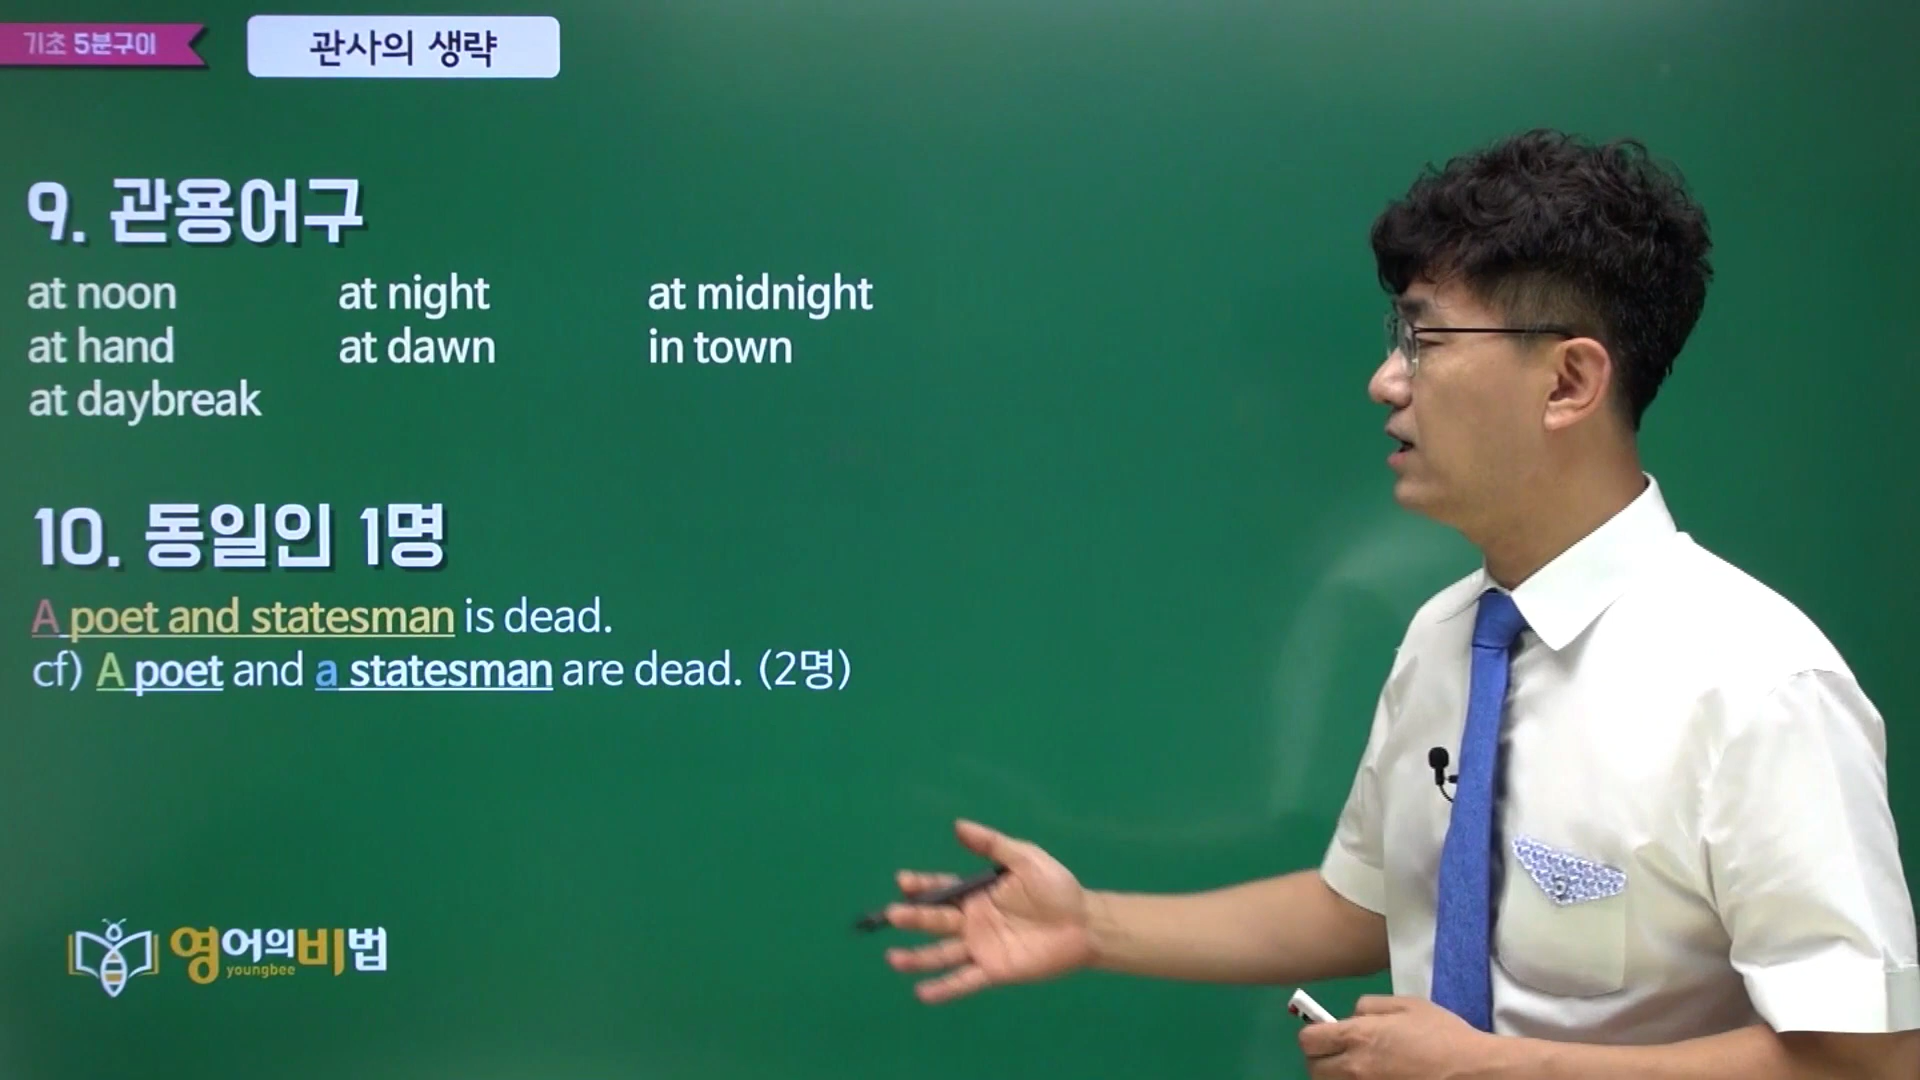 기초 5분구이
관사의 생략
9. 관용어구
at noon at night at midnight
at hand at dawn in town
at daybreak
10. 동일인 1명
A poet and statesman is dead.
cf) A poet and a statesman are dead. (2명)
영어의비법
youngbee